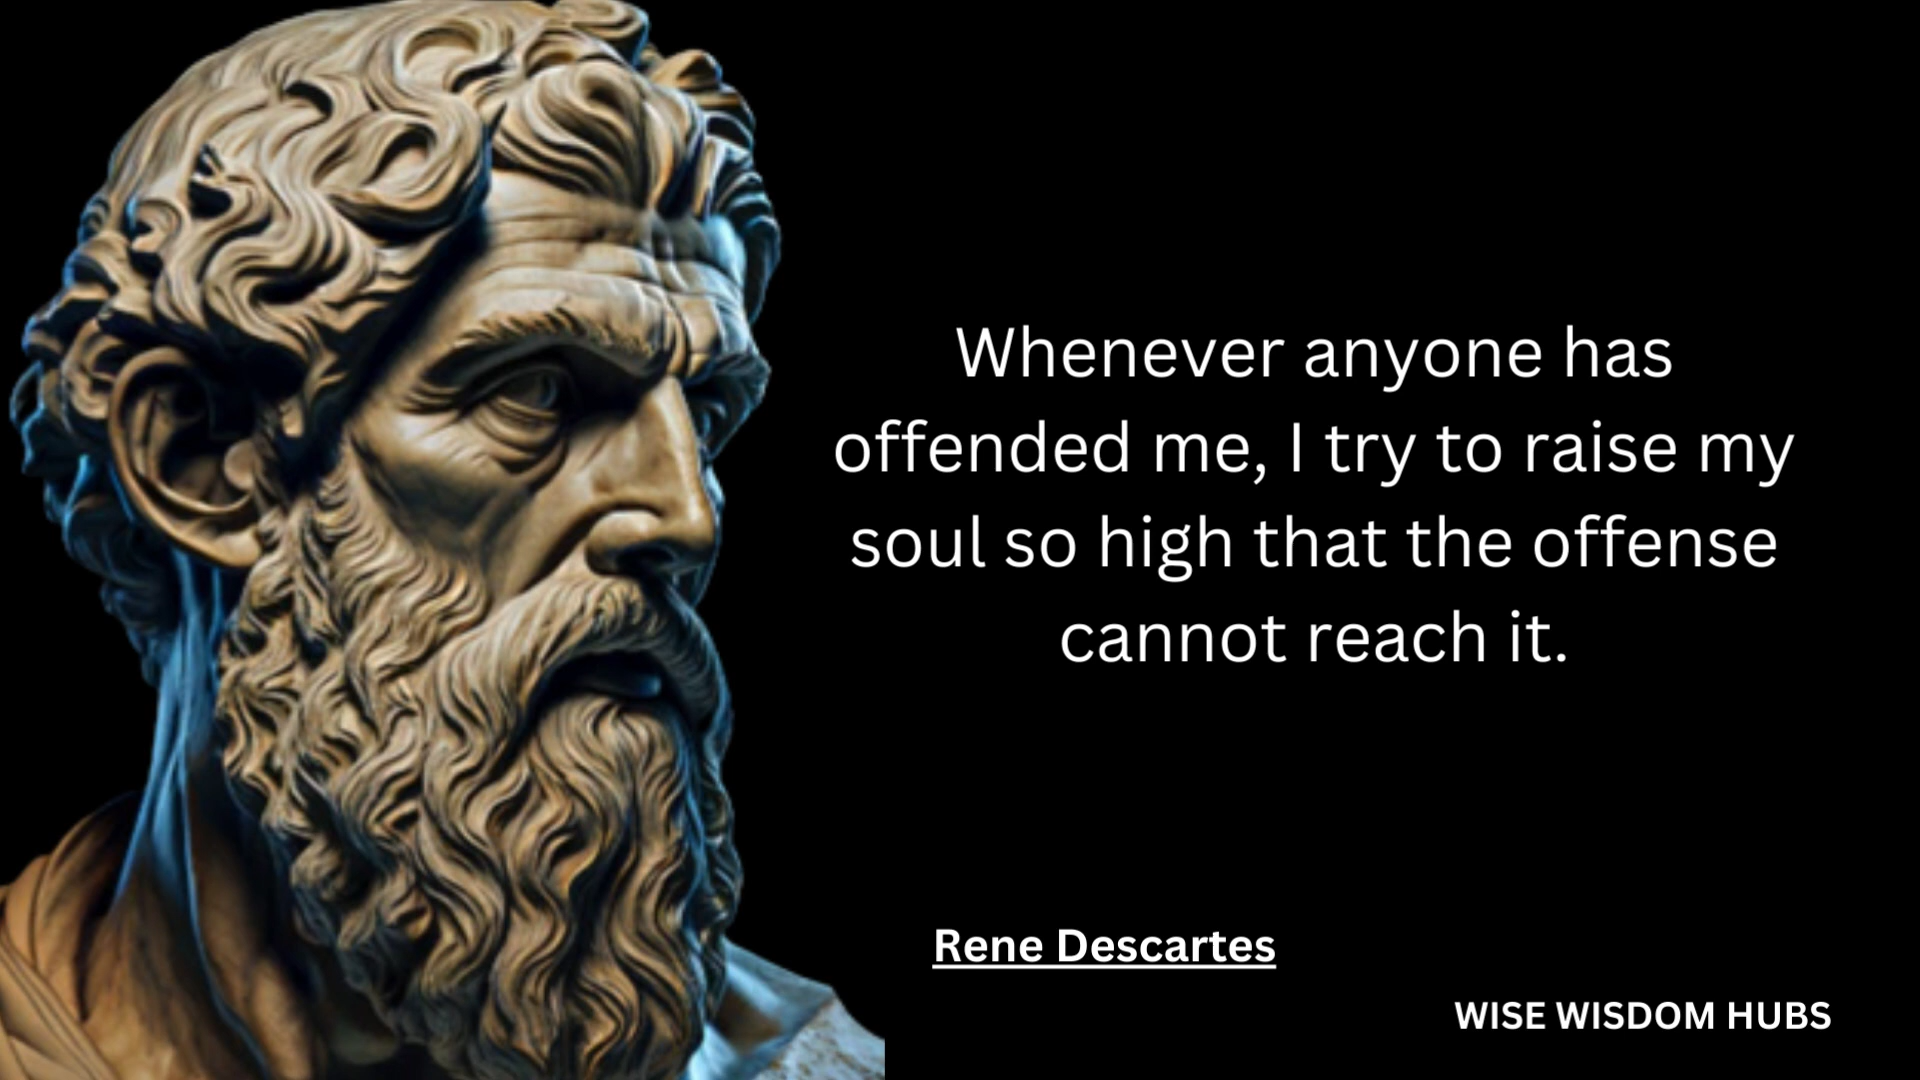 Whenever anyone has
offended me, I try to raise my
soul so high that the offense
cannot reach it.
Rene Descartes
WISE WISDOM HUBS